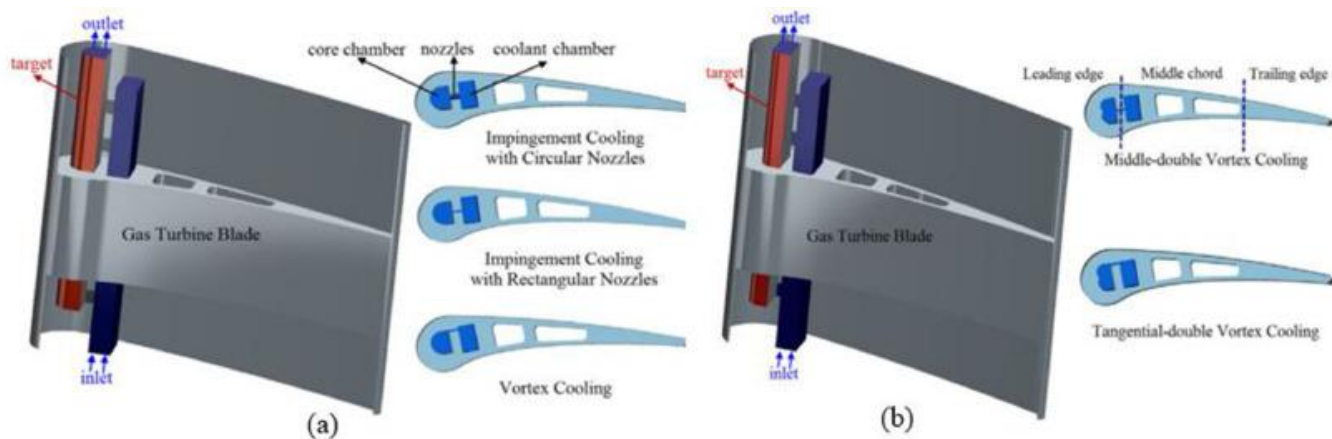 outlet
target
core chamber nozzles coolant chamber
Impingement Cooling
with Circular Nozzles
Gas Turbine Blade
Impingement Cooling
with Rectangular Nozzles
inlet
Vortex Cooling
(a)
outlet
target
Leading edge Middle chord Trailing edge
Middle-double Vortex Cooling
Gas Turbine Blade
Tangential-double Vortex Cooling
inlet
(b)